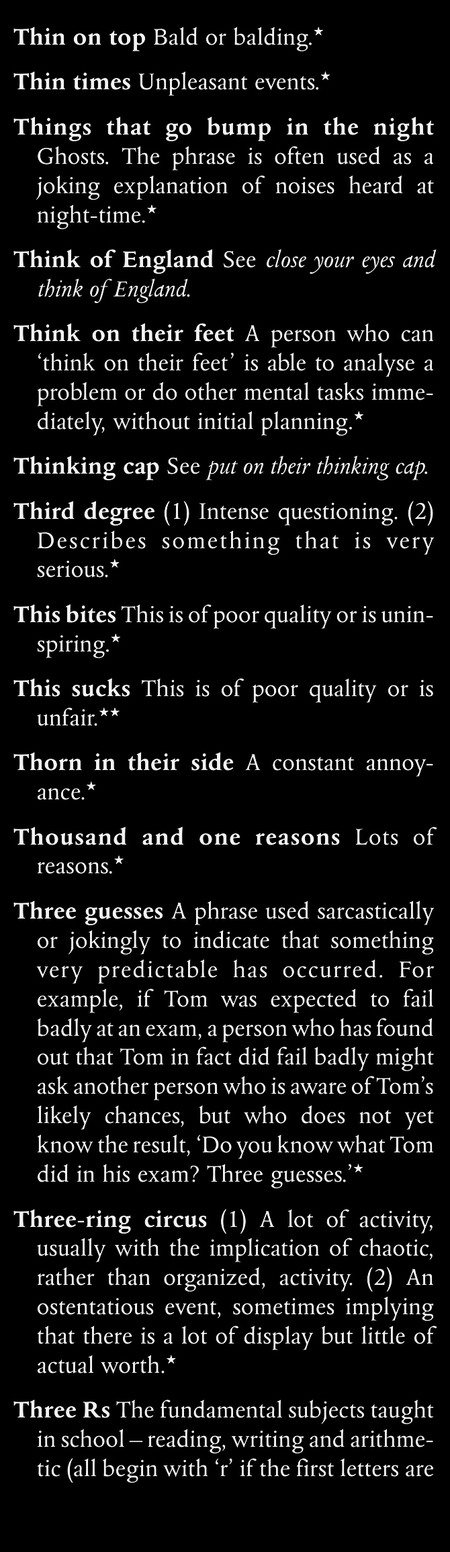 Thin on top Bald or balding.★
Thin times Unpleasant events.★
Things that go bump in the night
Ghosts. The phrase is often used as a
joking explanation of noises heard at
night-time.★
Think of England See close your eyes and
think of England.
Think on their feet A person who can
‘think on their feet’ is able to analyse a
problem or do other mental tasks imme-
diately, without initial planning.★
Thinking cap See put on their thinking cap.
Third degree (1) Intense questioning. (2)
Describes something that is very
serious.★
This bites This is of poor quality or is unin-
spiring.★
This sucks This is of poor quality or is
unfair.★★
Thorn in their side A constant annoy-
ance.★
Thousand and one reasons Lots of
reasons.★
Three guesses A phrase used sarcastically
or jokingly to indicate that something
very predictable has occurred. For
example, if Tom was expected to fail
badly at an exam, a person who has found
out that Tom in fact did fail badly might
ask another person who is aware of Tom’s
likely chances, but who does not yet
know the result, ‘Do you know what Tom
did in his exam? Three guesses.’★
Three-ring circus (1) A lot of activity,
usually with the implication of chaotic,
rather than organized, activity. (2) An
ostentatious event, sometimes implying
that there is a lot of display but little of
actual worth.★
Three Rs The fundamental subjects taught
in school – reading, writing and arithme-
tic (all begin with ‘r’ if the first letters are